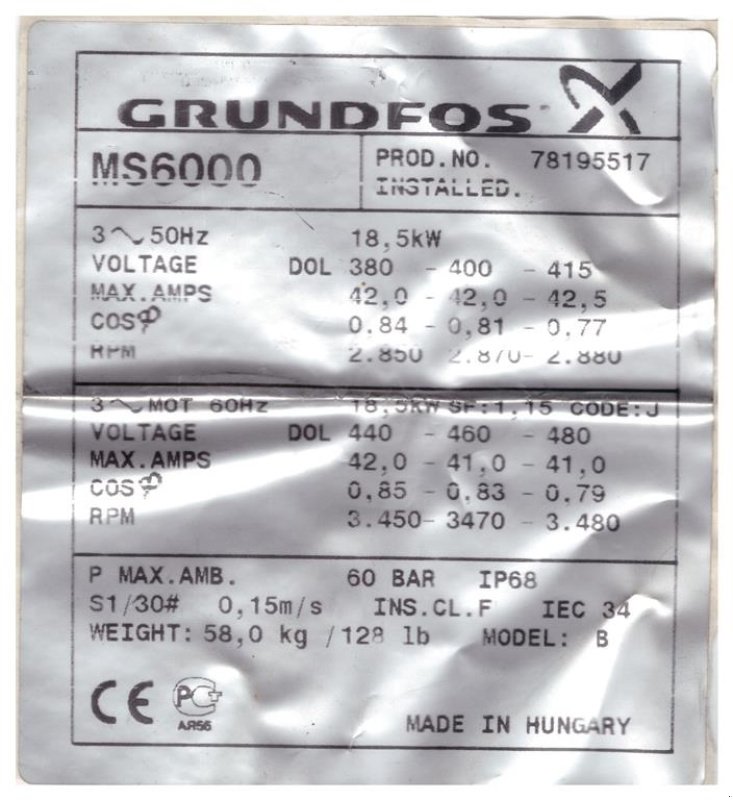 GRUNDFOS
MS6000
PROD.NO. 78195517
INSTALLED.
3~50Hz 18,5kW
VOLTAGE DOL 380 - 400 - 415
MAX.AMPS 42,0 - 42,0 - 42,5
COSφ 0,84 - 0,81 - 0,77
RPM 2.850 2.870- 2.880
3~MOT 60Hz 18,5kW SF:1,15 CODE:J
VOLTAGE DOL 440 - 460 - 480
MAX.AMPS 42,0 - 41,0 - 41,0
COSφ 0,85 - 0,83 - 0,79
RPM 3.450- 3470 - 3.480
P MAX.AMB. 60 BAR IP68
S1/30# 0,15m/s INS.CL.F IEC 34
WEIGHT: 58,0 kg /128 lb MODEL: B
CE PCT
АЯ56
MADE IN HUNGARY